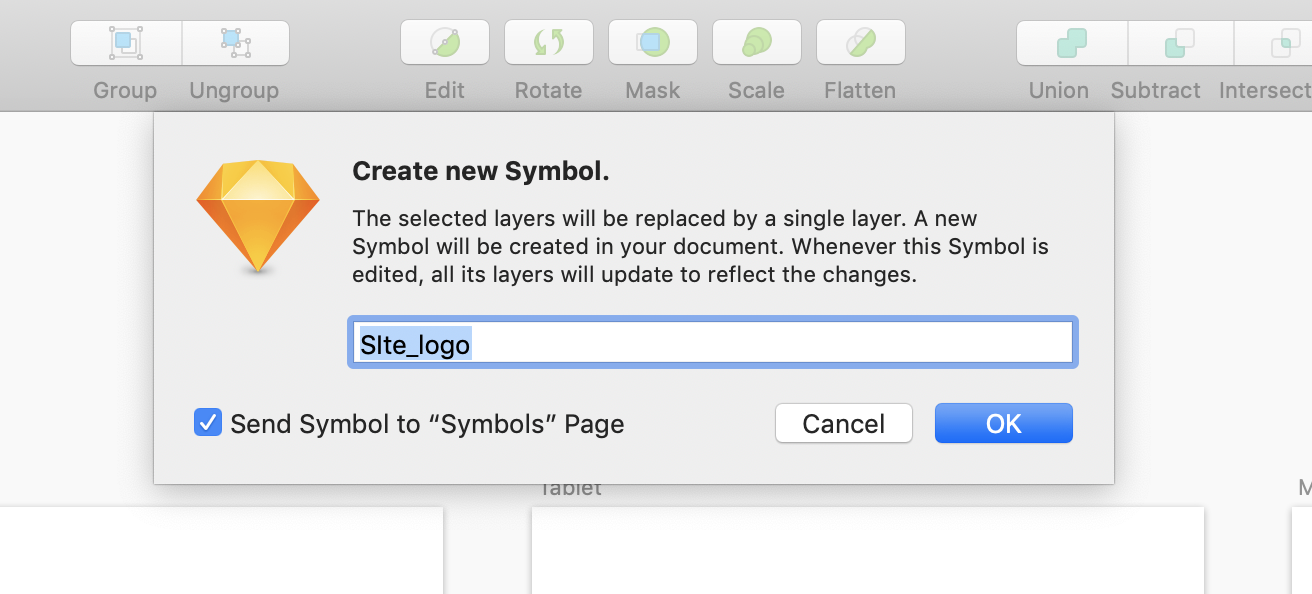 Group Ungroup Edit Rotate Mask Scale Flatten Union Subtract Intersect
Create new Symbol.
The selected layers will be replaced by a single layer. A new
Symbol will be created in your document. Whenever this Symbol is
edited, all its layers will update to reflect the changes.
SIte_logo
Send Symbol to “Symbols” Page
Cancel OK
Tablet